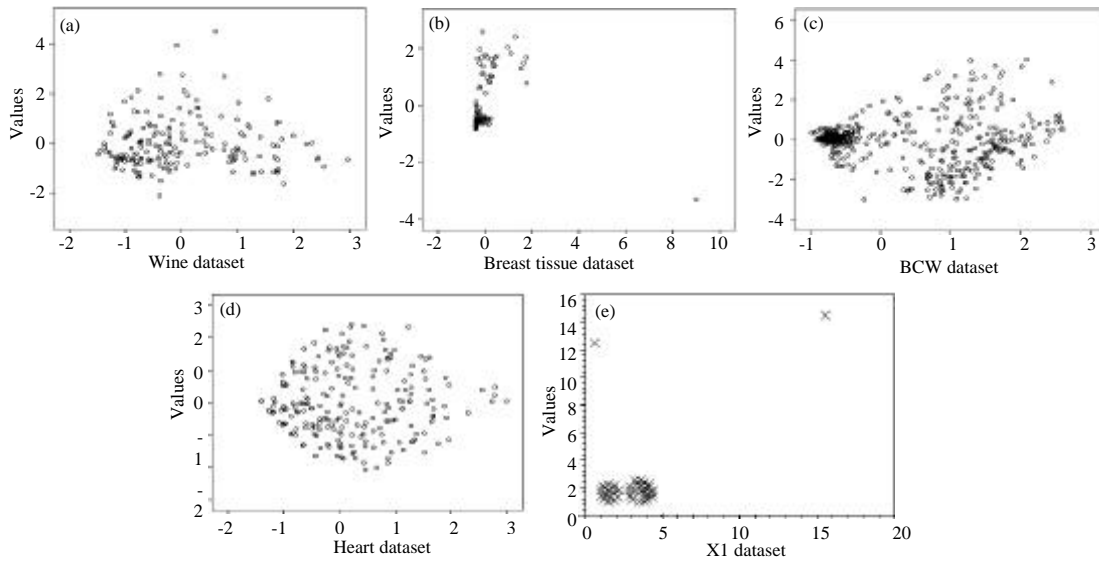 (a)
4
2
0
-2
Values
-2 -1 0 1 2 3
Wine dataset
(b)
2
0
-2
-4
Values
-2 0 2 4 6 8 10
Breast tissue dataset
(c)
6
4
2
0
-2
-4
Values
-1 0 1 2 3
BCW dataset
(d)
3
2
0
0
-
1
-
2
Values
-2 -1 0 1 2 3
Heart dataset
(e)
16
14
12
10
8
6
4
2
0
Values
0 5 10 15 20
X1 dataset